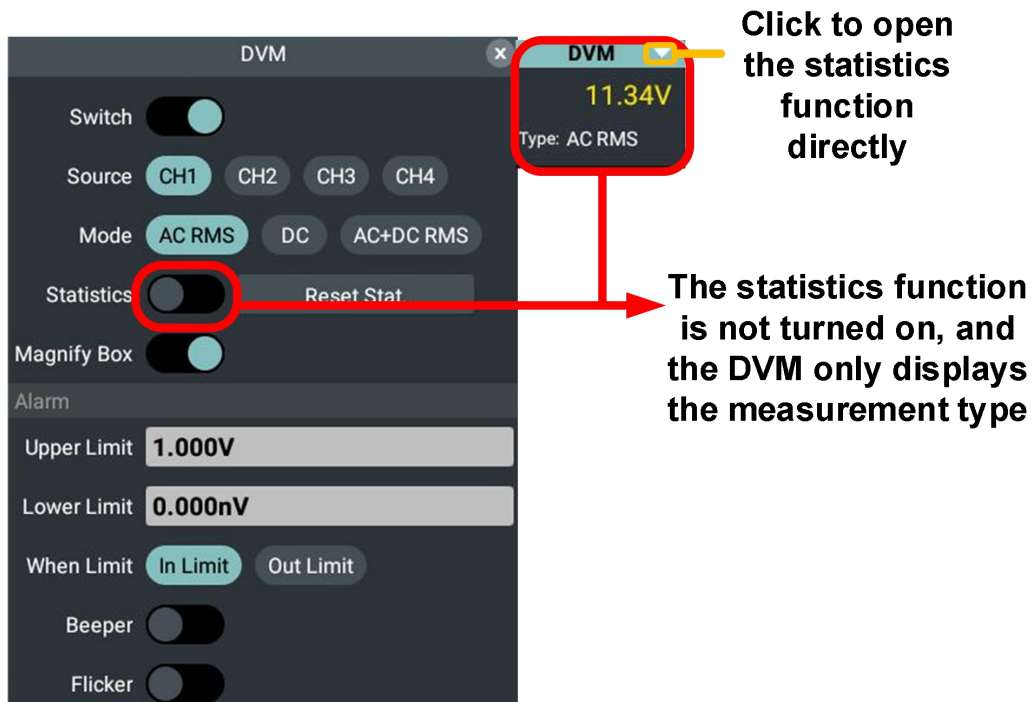 DVM
Switch
Source CH1 CH2 CH3 CH4
Mode AC RMS DC AC+DC RMS
Statistics Reset Stat.
Magnify Box
Alarm
Upper Limit 1.000V
Lower Limit 0.000nV
When Limit In Limit Out Limit
Beeper
Flicker
DVM
11.34V
Type: AC RMS
Click to open
the statistics
function
directly
The statistics function
is not turned on, and
the DVM only displays
the measurement type